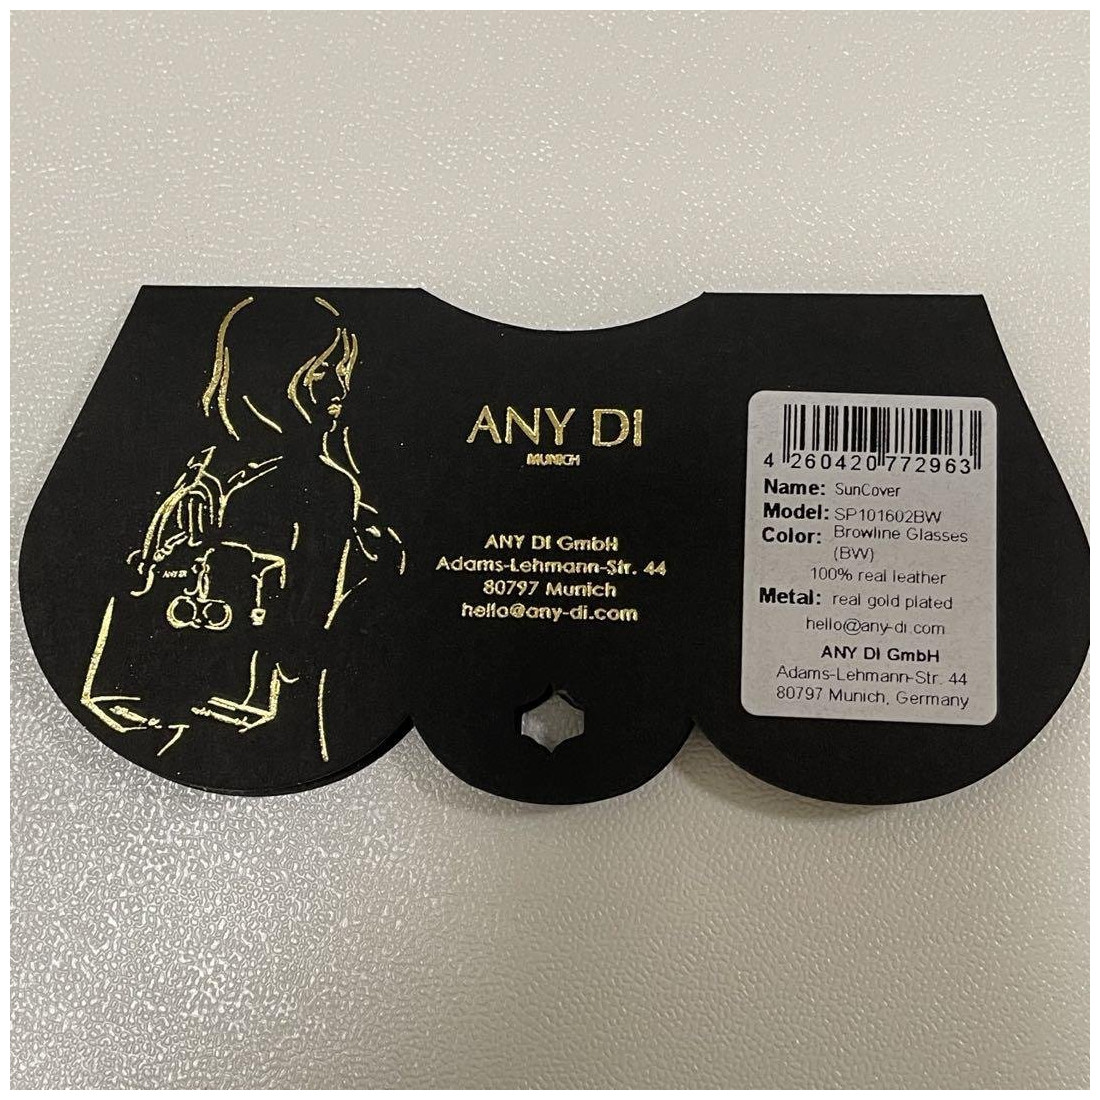 ANY DI
ANY DI
MUNICH
ANY DI GmbH
Adams-Lehmann-Str. 44
80797 Munich
hello@any-di.com
4 260420 772963
Name: SunCover
Model: SP101602BW
Color: Browline Glasses
(BW)
100% real leather
Metal: real gold plated
hello@any-di.com
ANY DI GmbH
Adams-Lehmann-Str. 44
80797 Munich, Germany